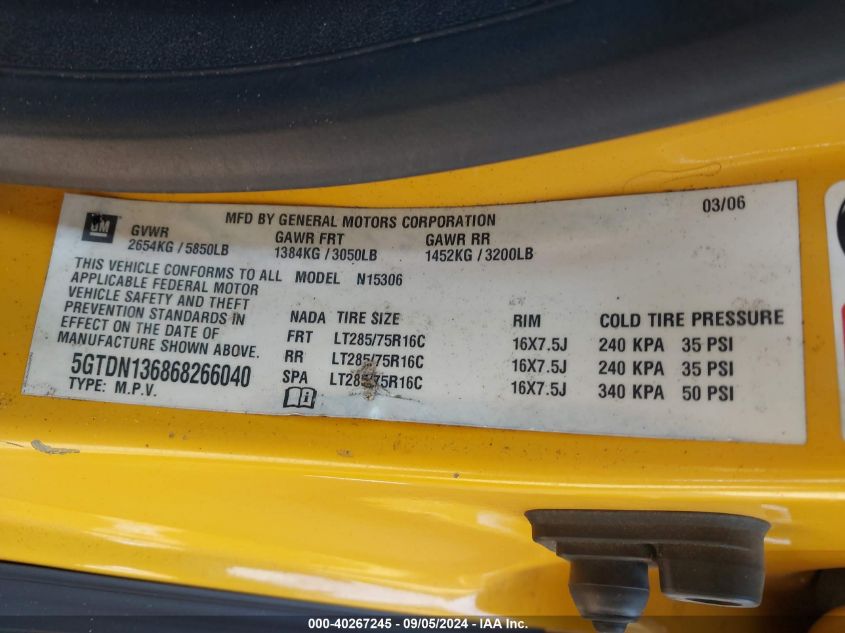 MFD BY GENERAL MOTORS CORPORATION 03/06
GM GVWR GAWR FRT GAWR RR
2654KG / 5850LB 1384KG / 3050LB 1452KG / 3200LB
THIS VEHICLE CONFORMS TO ALL
APPLICABLE FEDERAL MOTOR
VEHICLE SAFETY AND THEFT
PREVENTION STANDARDS IN
EFFECT ON THE DATE OF
MANUFACTURE SHOWN ABOVE.
5GTDN136868266040
TYPE: M.P.V.
MODEL N15306
NADA TIRE SIZE RIM COLD TIRE PRESSURE
FRT LT285/75R16C 16X7.5J 240 KPA 35 PSI
RR LT285/75R16C 16X7.5J 240 KPA 35 PSI
SPA LT285/75R16C 16X7.5J 340 KPA 50 PSI
000-40267245 - 09/05/2024 - IAA Inc.